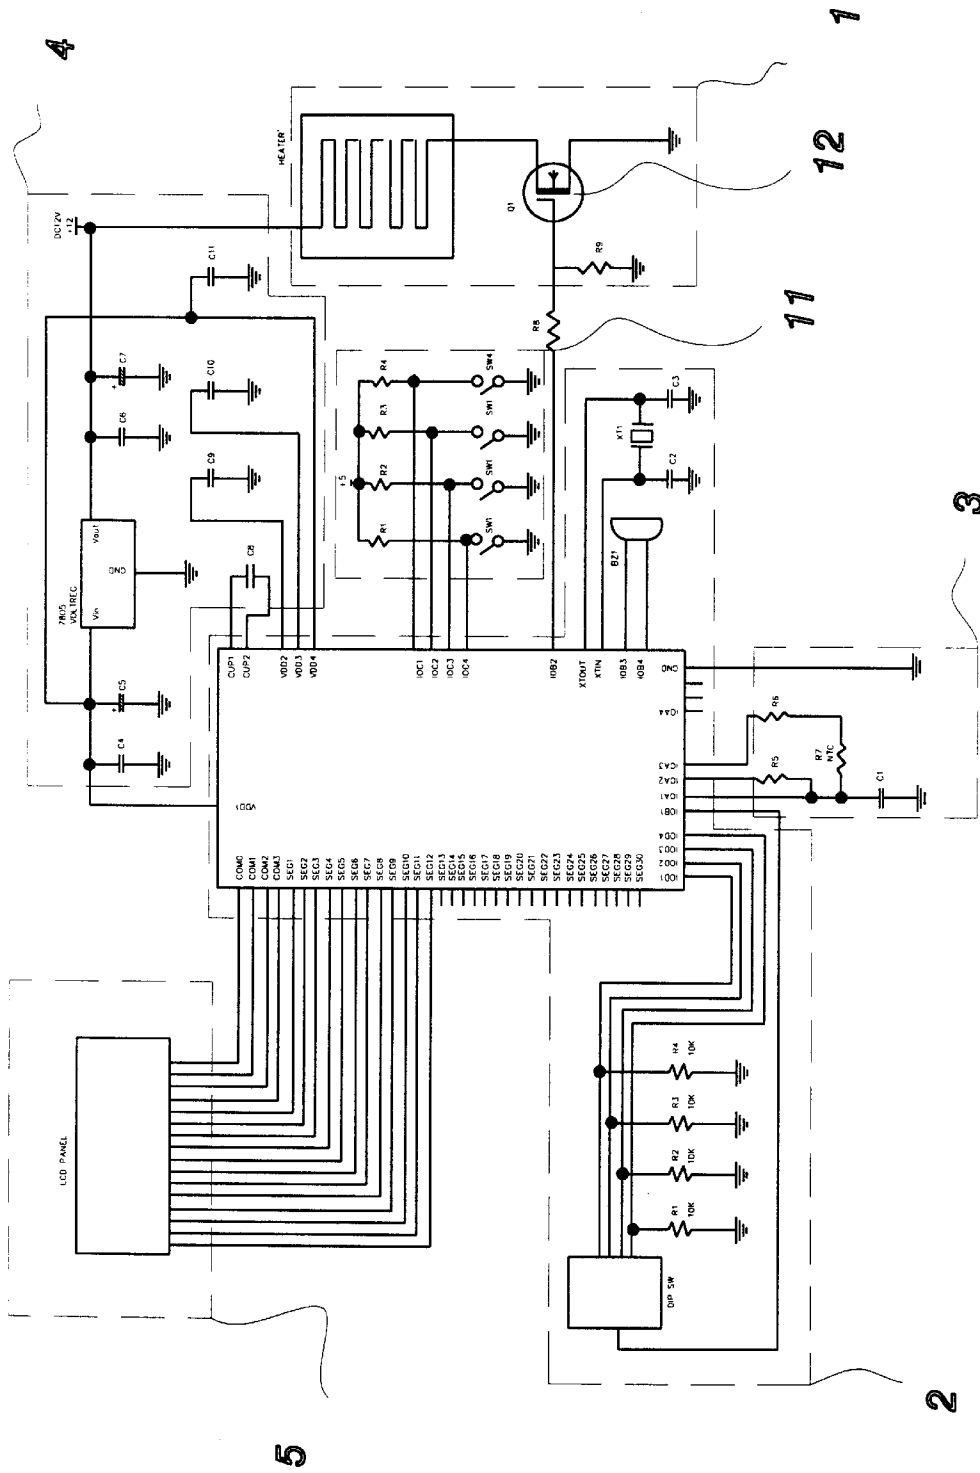 4
1
DC12V
+12
HEATER
Q1
12
C11
R9
+
C7
C10
R8
11
C6
C9
R4
R3
R2
R1
+5
SW4
SW1
SW1
SW1
C3
XT1
C2
BZ1
Vout
GND
Vin
7805
VOLTREG
C8
3
+
C5
C4
CUP1
CUP2
VDD2
VDD3
VDD4
IOC1
IOC2
IOC3
IOC4
IOB2
XTOUT
XTIN
IOB3
IOB4
GND
IOA4
IOA3
IOA2
IOA1
IOB1
IOD4
IOD3
IOD2
IOD1
R6
R7
NTC
R5
C1
VDD1
COM0
COM1
COM2
COM3
SEG1
SEG2
SEG3
SEG4
SEG5
SEG6
SEG7
SEG8
SEG9
SEG10
SEG11
SEG12
SEG13
SEG14
SEG15
SEG16
SEG17
SEG18
SEG19
SEG20
SEG21
SEG22
SEG23
SEG24
SEG25
SEG26
SEG27
SEG28
SEG29
SEG30
LCD PANEL
R4
10K
R3
10K
R2
10K
R1
10K
DIP SW
2
5